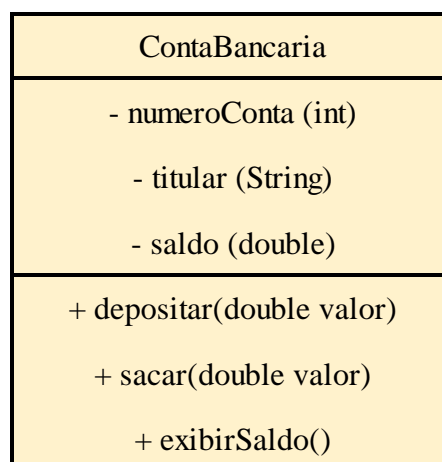 ContaBancaria
- numeroConta (int)
- titular (String)
- saldo (double)
+ depositar(double valor)
+ sacar(double valor)
+ exibirSaldo()